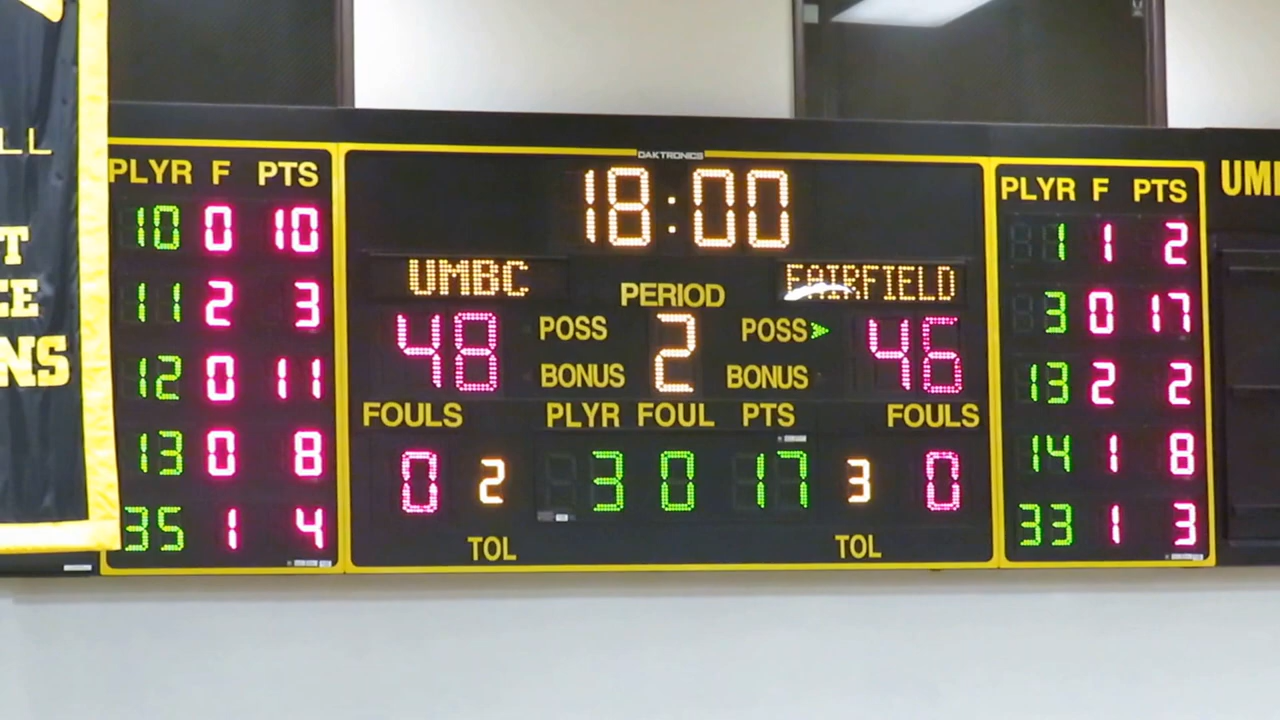 LL
T
CE
NS
DAKTRONICS
PLYR F PTS
10 0 10
11 2 3
12 0 11
13 0 8
35 1 4
18:00
UMBC FAIRFIELD
PERIOD
48 POSS 2 POSS 46
BONUS BONUS
FOULS PLYR FOUL PTS FOULS
0 2 3 0 17 3 0
TOL TOL
PLYR F PTS
1 1 2
3 0 17
13 2 2
14 1 8
33 1 3
UM